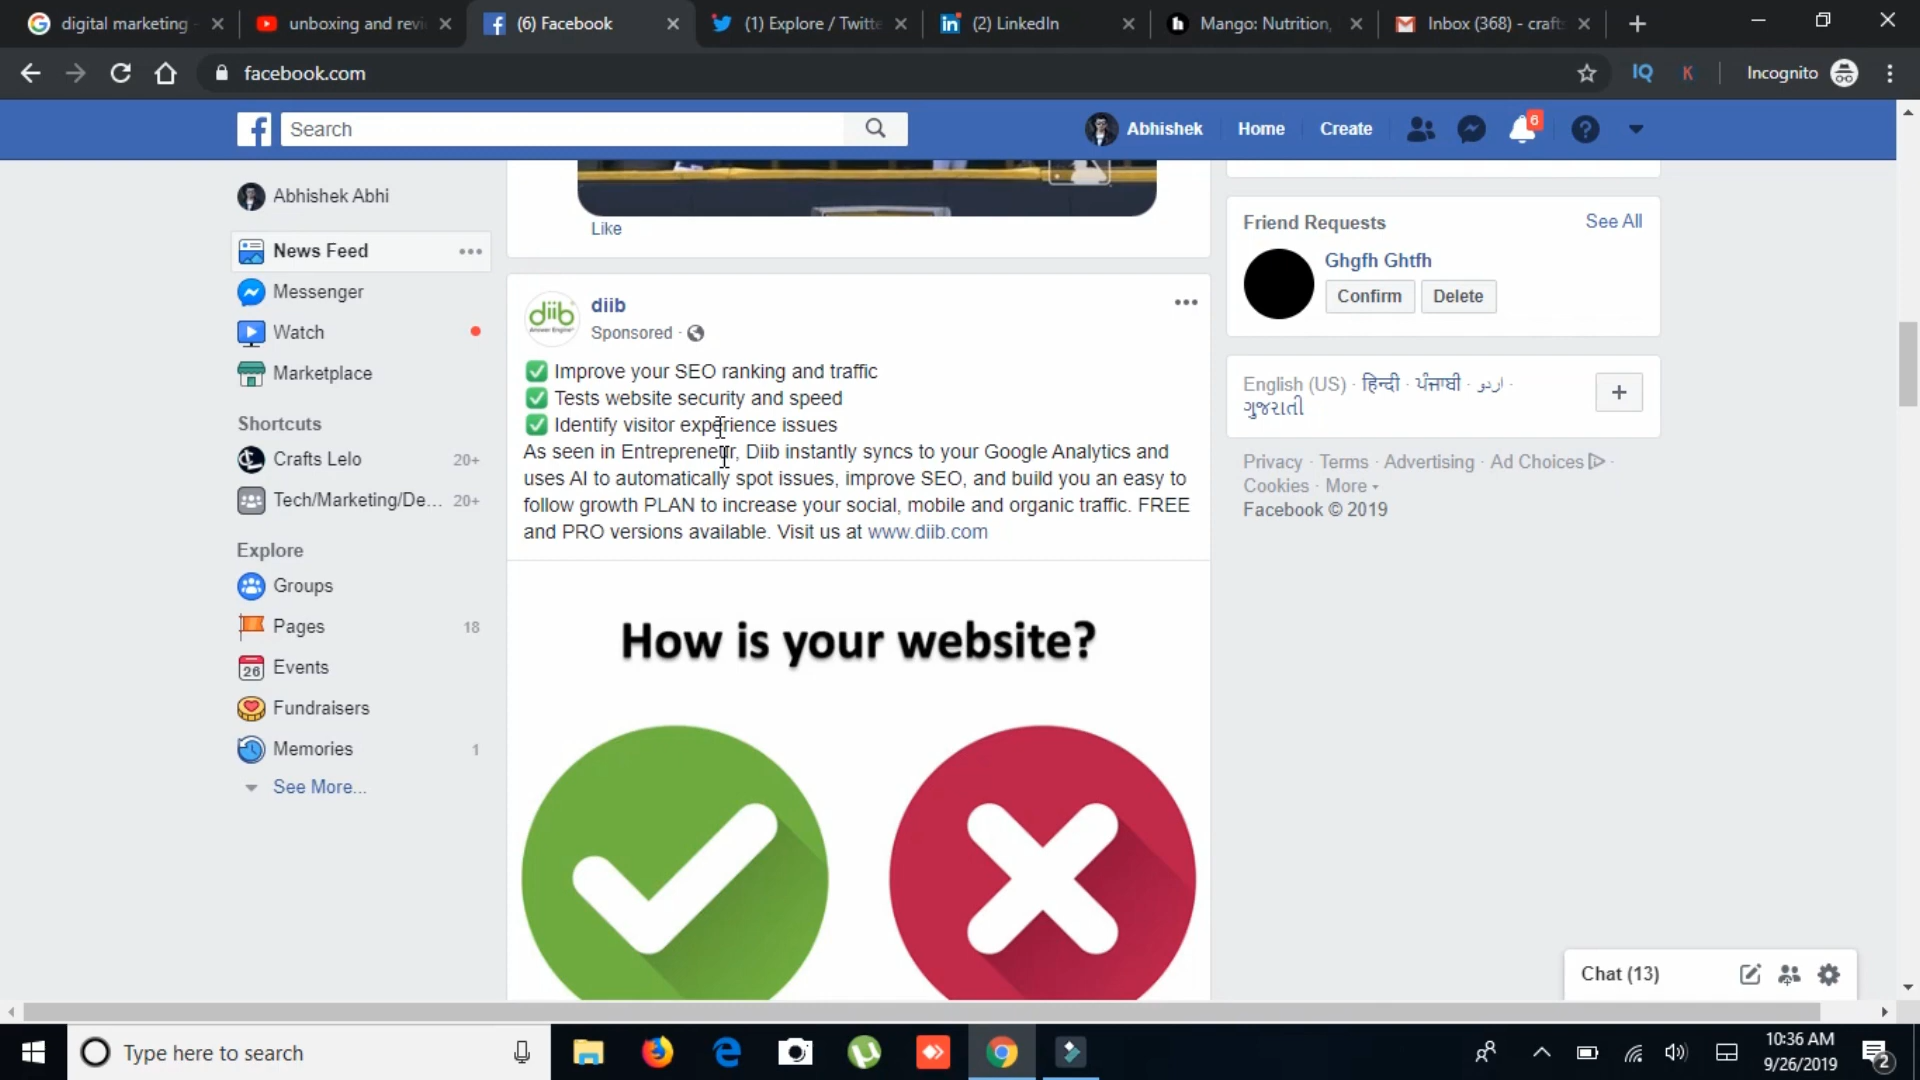 digital marketing
unboxing and revi
(6) Facebook
(1) Explore / Twitte
(2) LinkedIn
Mango: Nutrition,
Inbox (368) - craft
facebook.com
IQ
K
Incognito
Search
Abhishek
Home
Create
6
Abhishek Abhi
News Feed
Messenger
Watch
Marketplace
Shortcuts
Crafts Lelo 20+
Tech/Marketing/De... 20+
Explore
Groups
Pages 18
26 Events
Fundraisers
Memories 1
See More...
Like
diib
Answer Engine
diib
Sponsored ·
Improve your SEO ranking and traffic
Tests website security and speed
Identify visitor experience issues
As seen in Entrepreneur, Diib instantly syncs to your Google Analytics and
uses AI to automatically spot issues, improve SEO, and build you an easy to
follow growth PLAN to increase your social, mobile and organic traffic. FREE
and PRO versions available. Visit us at www.diib.com
How is your website?
Friend Requests See All
Ghgfh Ghtfh
Confirm Delete
English (US) · हिन्दी · ਪੰਜਾਬੀ · اردو ·
ગુજરાતી
Privacy · Terms · Advertising · Ad Choices ·
Cookies · More
Facebook © 2019
Chat (13)
Type here to search
10:36 AM
9/26/2019
2